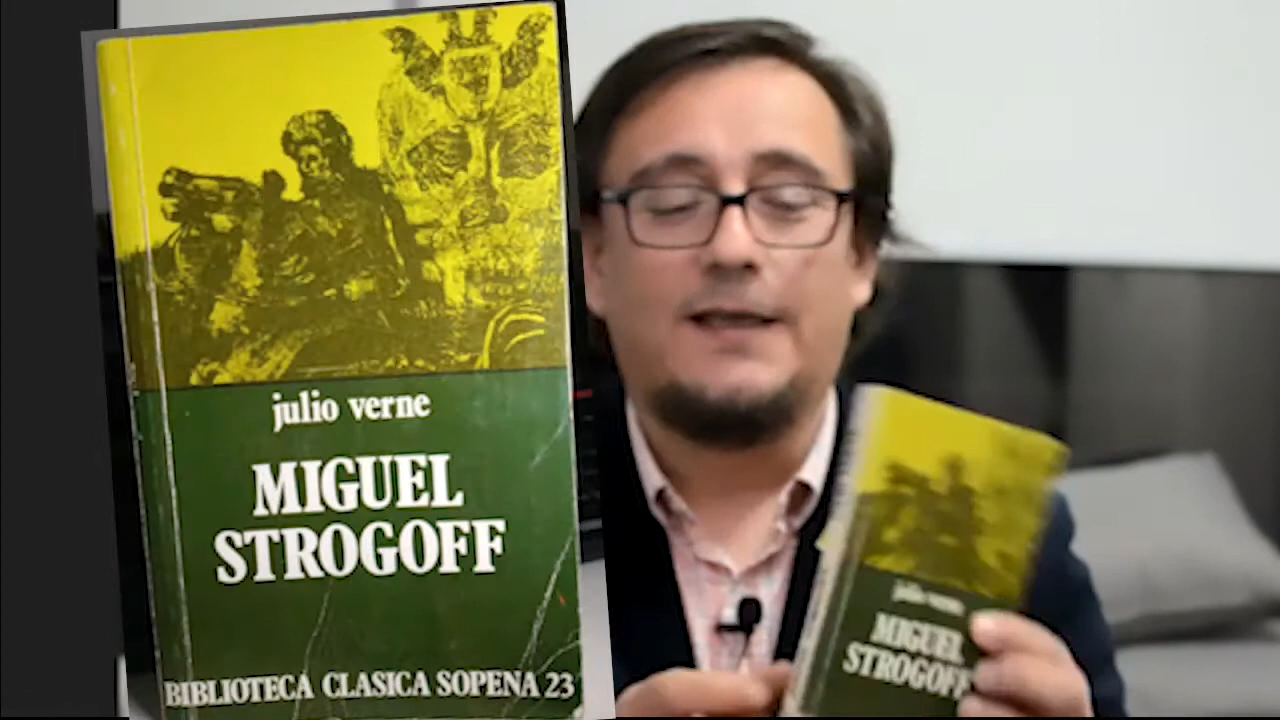 julio verne
MIGUEL
STROGOFF
BIBLIOTECA CLASICA SOPENA 23
julio verne
MIGUEL
STROGOFF